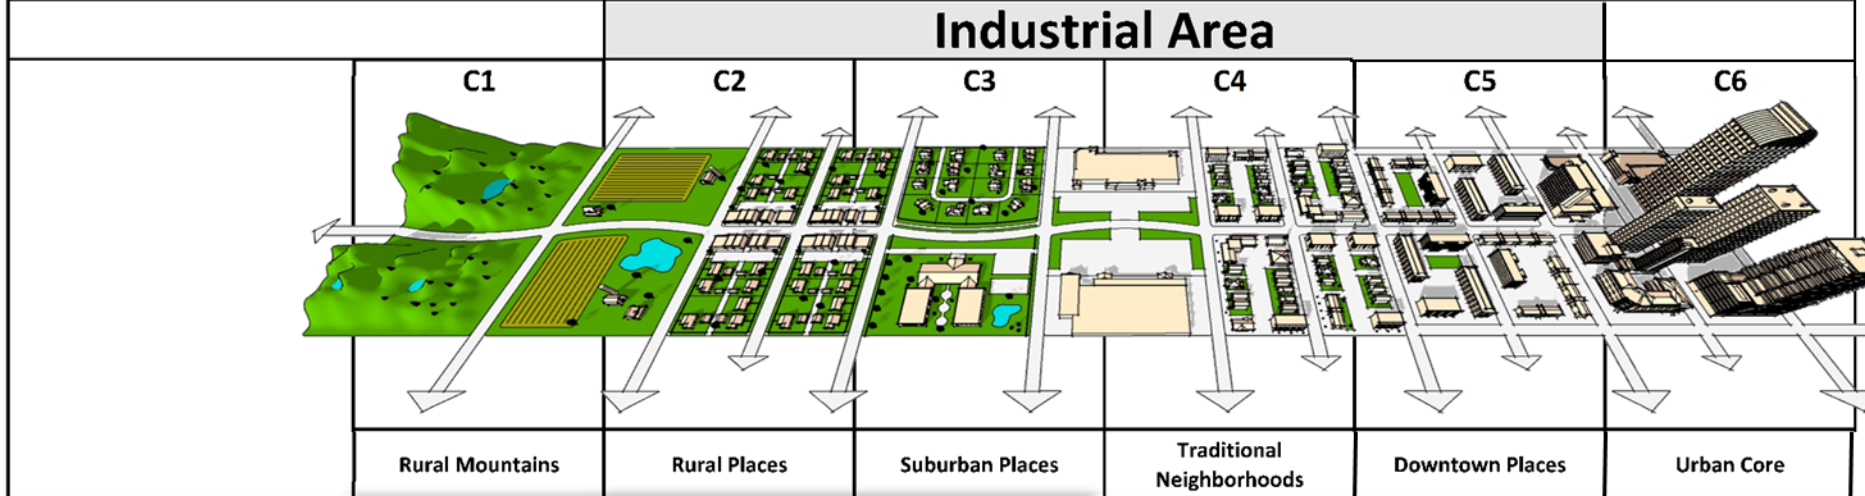 Industrial Area
C1
C2
C3
C4
C5
C6
Rural Mountains
Rural Places
Suburban Places
Traditional
Neighborhoods
Downtown Places
Urban Core